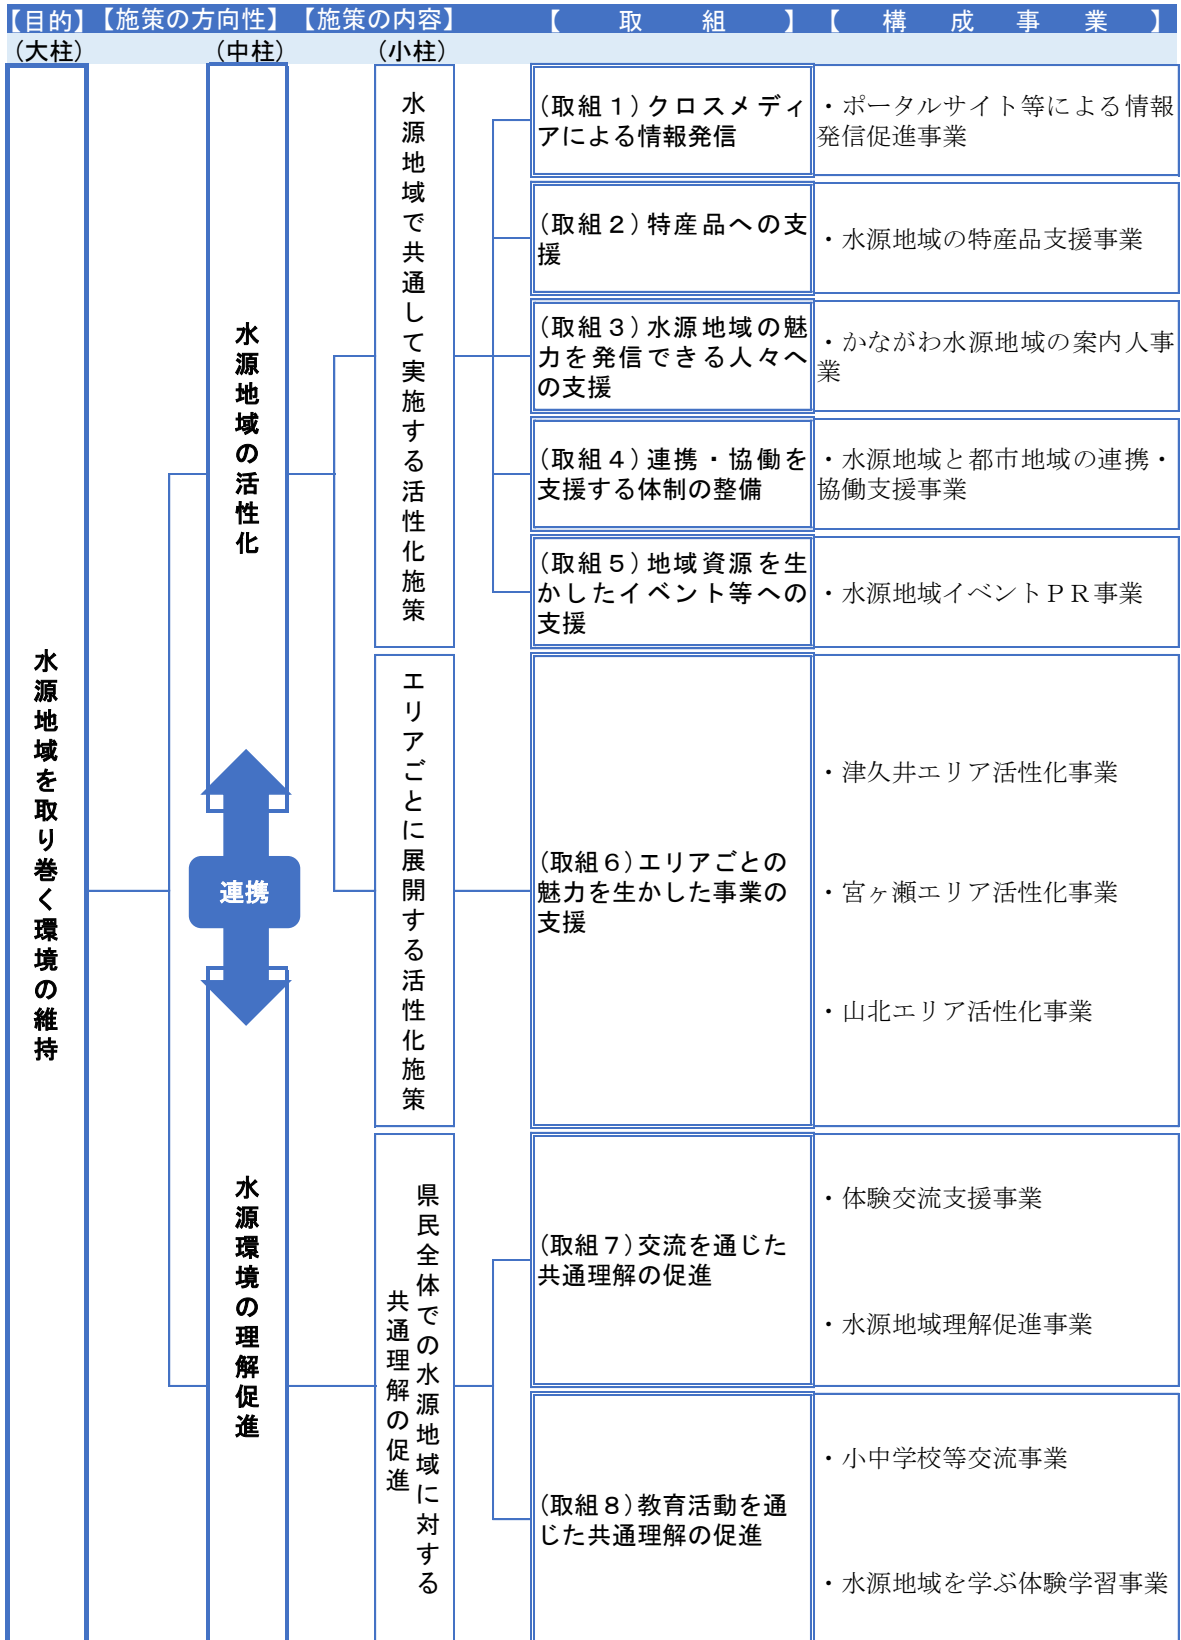 【目的】【施策の方向性】【施策の内容】【取組】【構成事業】
（大柱）（中柱）（小柱）
水源地域を取り巻く環境の維持
水源地域の活性化
連携
水源環境の理解促進
水源地域で共通して実施する活性化施策
（取組１）クロスメディ
アによる情報発信
・ポータルサイト等による情報
発信促進事業
（取組２）特産品への支
援
・水源地域の特産品支援事業
（取組３）水源地域の魅
力を発信できる人々へ
の支援
・かながわ水源地域の案内人事
業
（取組４）連携・協働を
支援する体制の整備
・水源地域と都市地域の連携・
協働支援事業
（取組５）地域資源を生
かしたイベント等への
支援
・水源地域イベントＰＲ事業
エリアごとに展開する活性化施策
（取組６）エリアごとの
魅力を生かした事業の
支援
・津久井エリア活性化事業
・宮ヶ瀬エリア活性化事業
・山北エリア活性化事業
県民全体での水源地域に対する
共通理解の促進
（取組７）交流を通じた
共通理解の促進
・体験交流支援事業
・水源地域理解促進事業
（取組８）教育活動を通
じた共通理解の促進
・小中学校等交流事業
・水源地域を学ぶ体験学習事業